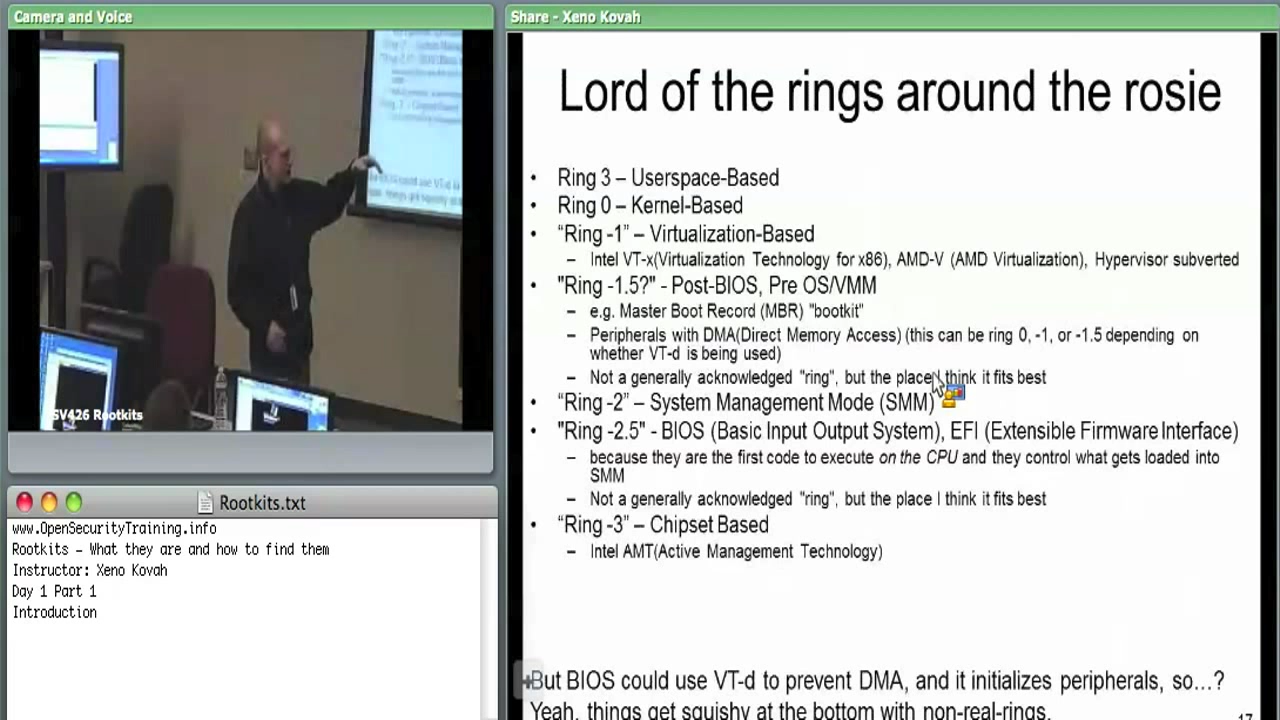 Camera and Voice
SV426 Rootkits
Rootkits.txt
www.OpenSecurityTraining.info
Rootkits - What they are and how to find them
Instructor: Xeno Kovah
Day 1 Part 1
Introduction
Share - Xeno Kovah
Lord of the rings around the rosie
• Ring 3 – Userspace-Based
• Ring 0 – Kernel-Based
• “Ring -1” – Virtualization-Based
– Intel VT-x(Virtualization Technology for x86), AMD-V (AMD Virtualization), Hypervisor subverted
• "Ring -1.5?" - Post-BIOS, Pre OS/VMM
– e.g. Master Boot Record (MBR) "bootkit"
– Peripherals with DMA(Direct Memory Access) (this can be ring 0, -1, or -1.5 depending on
whether VT-d is being used)
– Not a generally acknowledged "ring", but the place I think it fits best
• “Ring -2” – System Management Mode (SMM)
• "Ring -2.5" - BIOS (Basic Input Output System), EFI (Extensible Firmware Interface)
– because they are the first code to execute on the CPU and they control what gets loaded into
SMM
– Not a generally acknowledged "ring", but the place I think it fits best
• “Ring -3” – Chipset Based
– Intel AMT(Active Management Technology)
But BIOS could use VT-d to prevent DMA, and it initializes peripherals, so…?
Yeah, things get squishy at the bottom with non-real-rings.
17